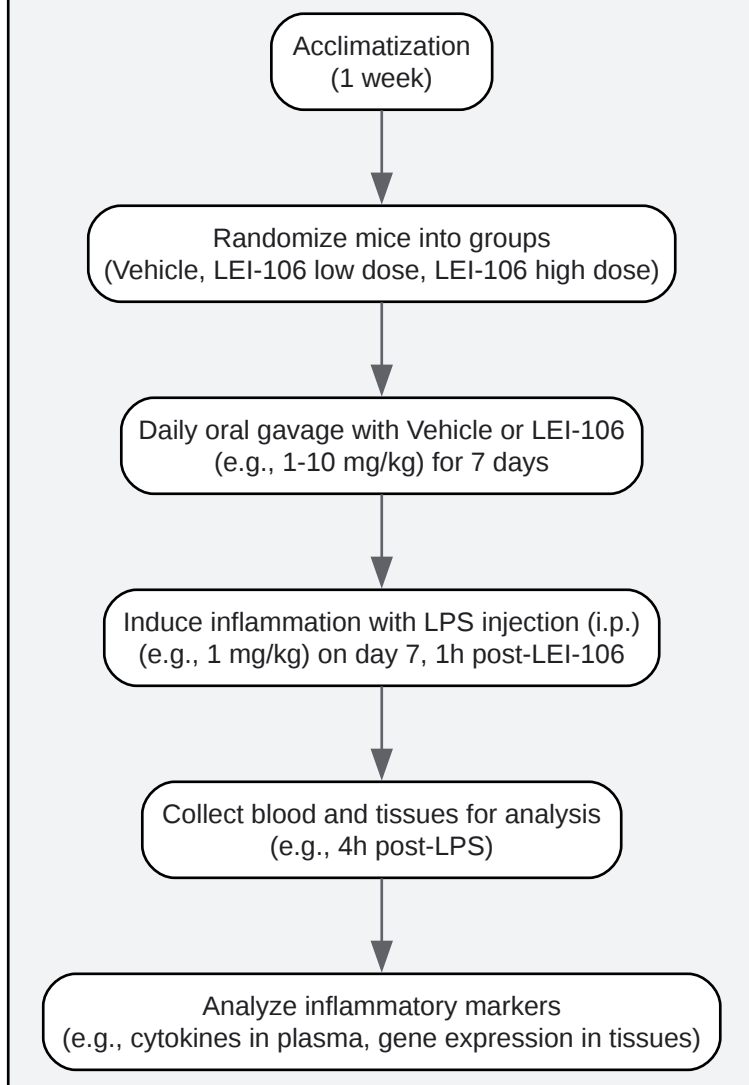 Acclimatization
(1 week)
Randomize mice into groups
(Vehicle, LEI-106 low dose, LEI-106 high dose)
Daily oral gavage with Vehicle or LEI-106
(e.g., 1-10 mg/kg) for 7 days
Induce inflammation with LPS injection (i.p.)
(e.g., 1 mg/kg) on day 7, 1h post-LEI-106
Collect blood and tissues for analysis
(e.g., 4h post-LPS)
Analyze inflammatory markers
(e.g., cytokines in plasma, gene expression in tissues)